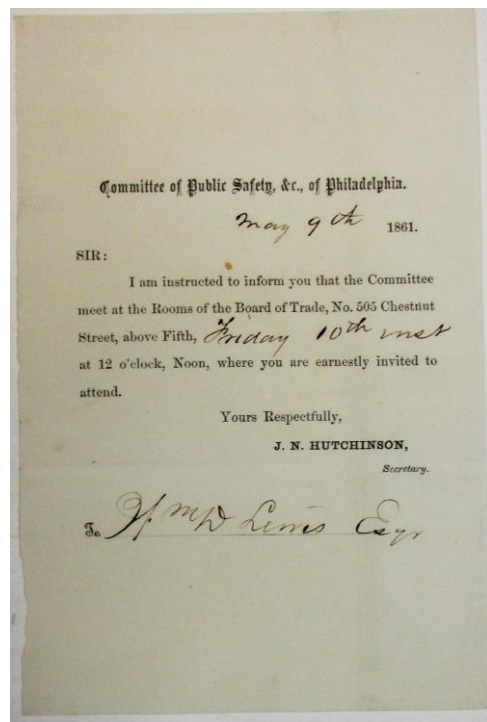 Committee of Public Safety, &c., of Philadelphia.
May 9th 1861.
SIR:
I am instructed to inform you that the Committee
meet at the Rooms of the Board of Trade, No. 505 Chestnut
Street, above Fifth, Friday 10th inst
at 12 o'clock, Noon, where you are earnestly invited to
attend.
Yours Respectfully,
J. N. HUTCHINSON,
Secretary.
To Wm D Lewis Esqr